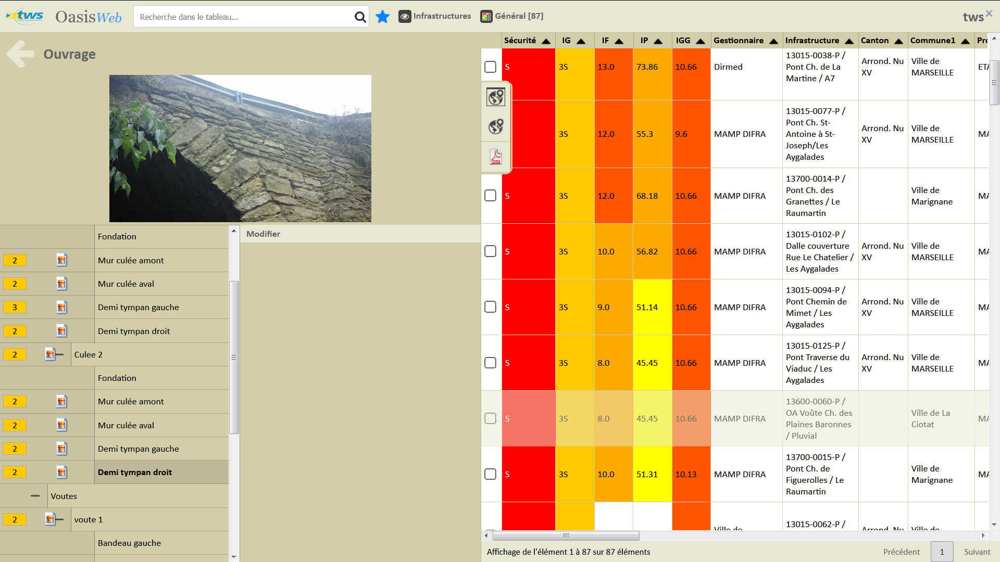 tws OasisWeb Recherche dans le tableau... Infrastructures Général [87] tws
Ouvrage
Fondation
2 Mur culée amont
2 Mur culée aval
3 Demi tympan gauche
2 Demi tympan droit
2 Culee 2
Fondation
2 Mur culée amont
2 Mur culée aval
2 Demi tympan gauche
2 Demi tympan droit
Voutes
2 voute 1
Bandeau gauche
Modifier
Sécurité IG IF IP IGG Gestionnaire Infrastructure Canton Commune1
S 3S 13.0 73.86 10.66 Dirmed
13015-0038-P /
Pont Ch. de La
Martine / A7
Arrond. Nu
XV
Ville de
MARSEILLE
3S 12.0 55.3 9.6 MAMP DIFRA
13015-0077-P /
Pont Ch. St-
Antoine à St-
Joseph/Les
Aygalades
Arrond. Nu
XV
Ville de
MARSEILLE
PDF
S 3S 12.0 68.18 10.66 MAMP DIFRA
13700-0014-P /
Pont Ch. des
Granettes / Le
Raumartin
Ville de
Marignane
S 3S 10.0 56.82 10.66 MAMP DIFRA
13015-0102-P /
Dalle couverture
Rue Le Chatelier /
Les Aygalades
Arrond. Nu
XV
Ville de
MARSEILLE
S 3S 9.0 51.14 10.66 MAMP DIFRA
13015-0094-P /
Pont Chemin de
Mimet / Les
Aygalades
Arrond. Nu
XV
Ville de
MARSEILLE
S 3S 8.0 45.45 10.66 MAMP DIFRA
13015-0125-P /
Pont Traverse du
Viaduc / Les
Aygalades
Arrond. Nu
XV
Ville de
MARSEILLE
S 3S 8.0 45.45 10.66 MAMP DIFRA
13600-0060-P /
OA Voûte Ch. des
Plaines Baronnes
/ Pluvial
Ville de La
Ciotat
S 3S 10.0 51.31 10.13 MAMP DIFRA
13700-0015-P /
Pont Ch. de
Figuerolles / Le
Raumartin
Ville de
Marignane
13015-0062-P /
Ville de
Arrond. Nu
Ville de
Affichage de l'élément 1 à 87 sur 87 éléments Précédent 1 Suivant